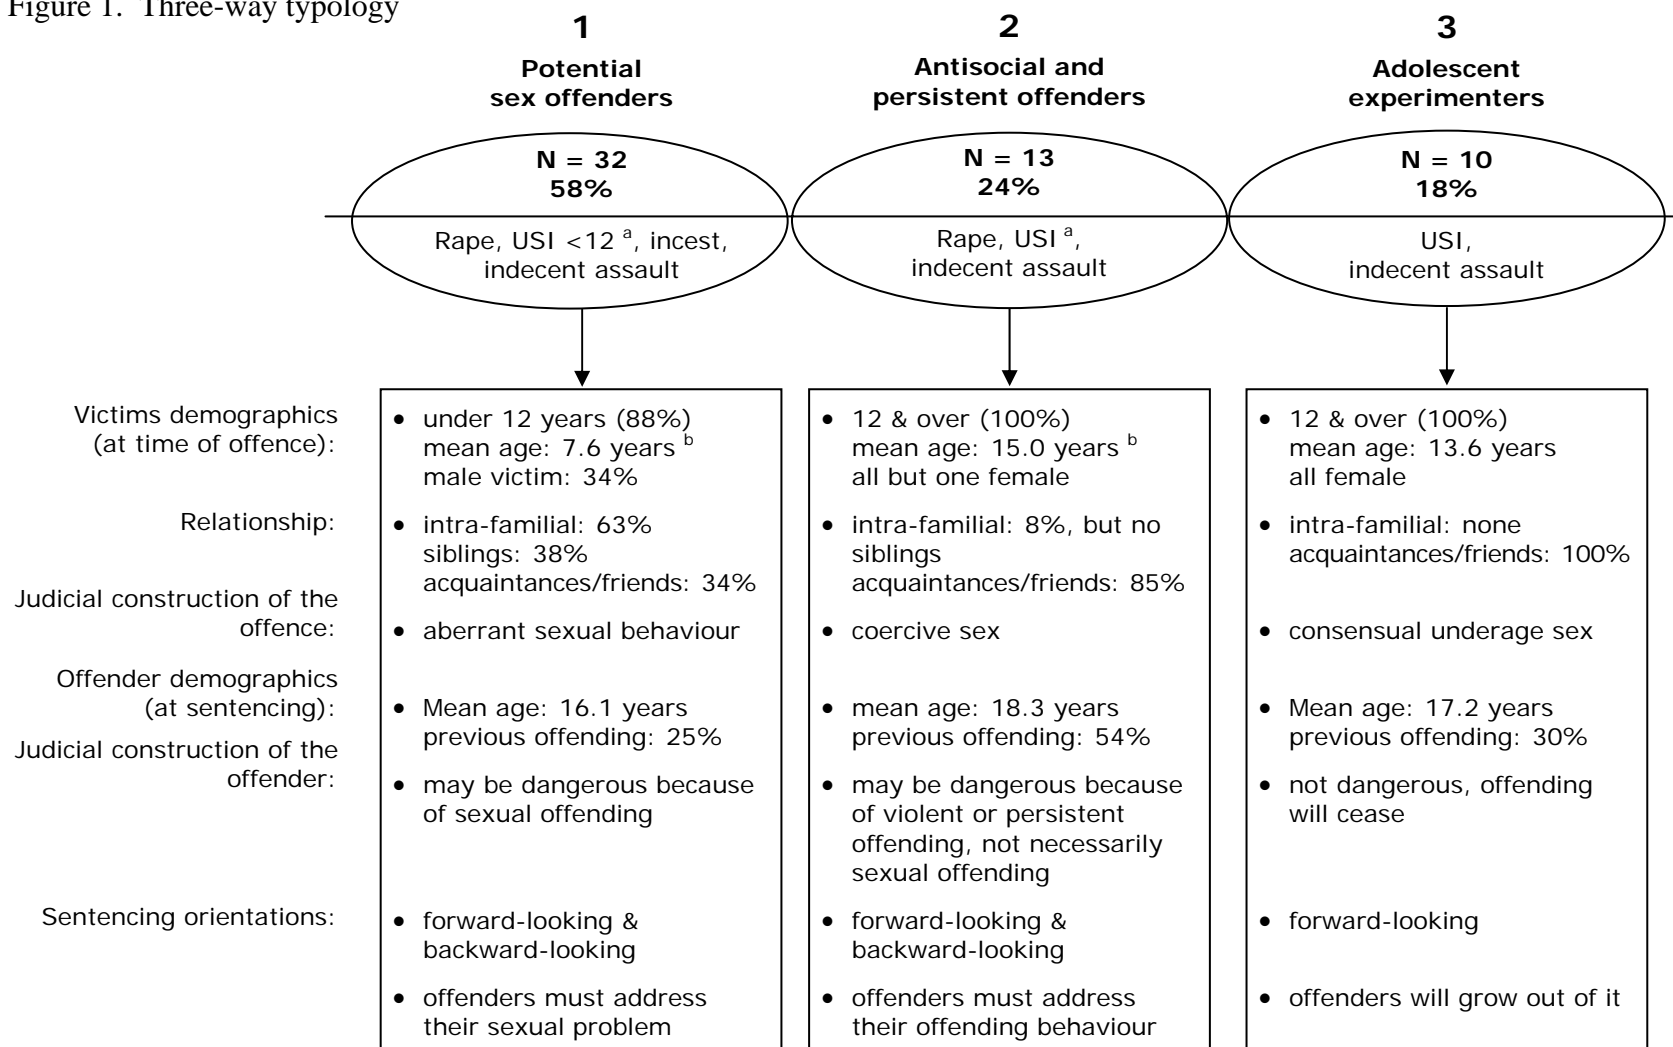 Figure 1.  Three-way typology
1
Potential
sex offenders
N = 32
58%
Rape, USI <12 a, incest,
indecent assault
2
Antisocial and
persistent offenders
N = 13
24%
Rape, USI a,
indecent assault
3
Adolescent
experimenters
N = 10
18%
USI,
indecent assault
Victims demographics
(at time of offence):
• under 12 years (88%)
mean age: 7.6 years b
male victim: 34%
• 12 & over (100%)
mean age: 15.0 years b
all but one female
• 12 & over (100%)
mean age: 13.6 years
all female
Relationship:
• intra-familial: 63%
siblings: 38%
acquaintances/friends: 34%
• intra-familial: 8%, but no
siblings
acquaintances/friends: 85%
• intra-familial: none
acquaintances/friends: 100%
Judicial construction of the
offence:
• aberrant sexual behaviour
• coercive sex
• consensual underage sex
Offender demographics
(at sentencing):
• Mean age: 16.1 years
previous offending: 25%
• mean age: 18.3 years
previous offending: 54%
• Mean age: 17.2 years
previous offending: 30%
Judicial construction of the
offender:
• may be dangerous because
of sexual offending
• may be dangerous because
of violent or persistent
offending, not necessarily
sexual offending
• not dangerous, offending
will cease
Sentencing orientations:
• forward-looking &
backward-looking
• forward-looking &
backward-looking
• forward-looking
• offenders must address
their sexual problem
• offenders must address
their offending behaviour
• offenders will grow out of it